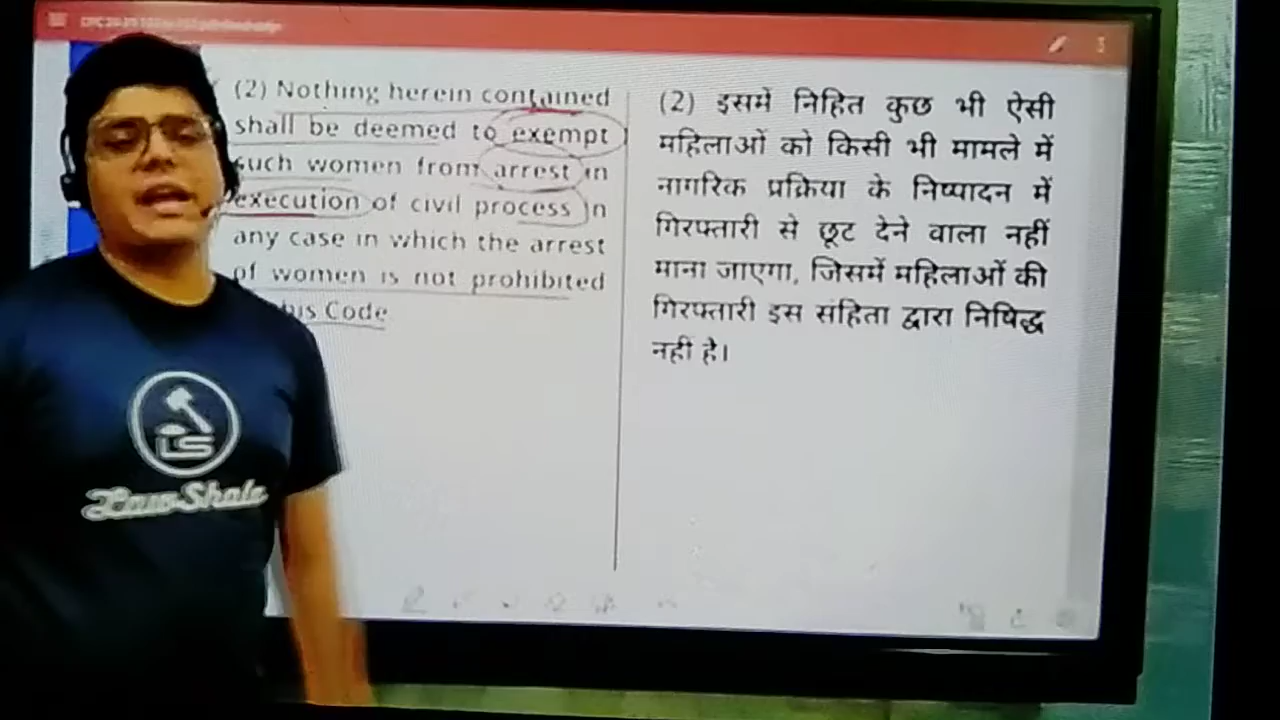 (2) Nothing herein contained
shall be deemed to exempt
such women from arrest in
execution of civil process in
any case in which the arrest
of women is not prohibited
this Code
(2) इसमें निहित कुछ भी ऐसी
महिलाओं को किसी भी मामले में
नागरिक प्रक्रिया के निष्पादन में
गिरफ्तारी से छूट देने वाला नहीं
माना जाएगा, जिसमें महिलाओं की
गिरफ्तारी इस संहिता द्वारा निषिद्ध
नहीं है।
LS
LawShala